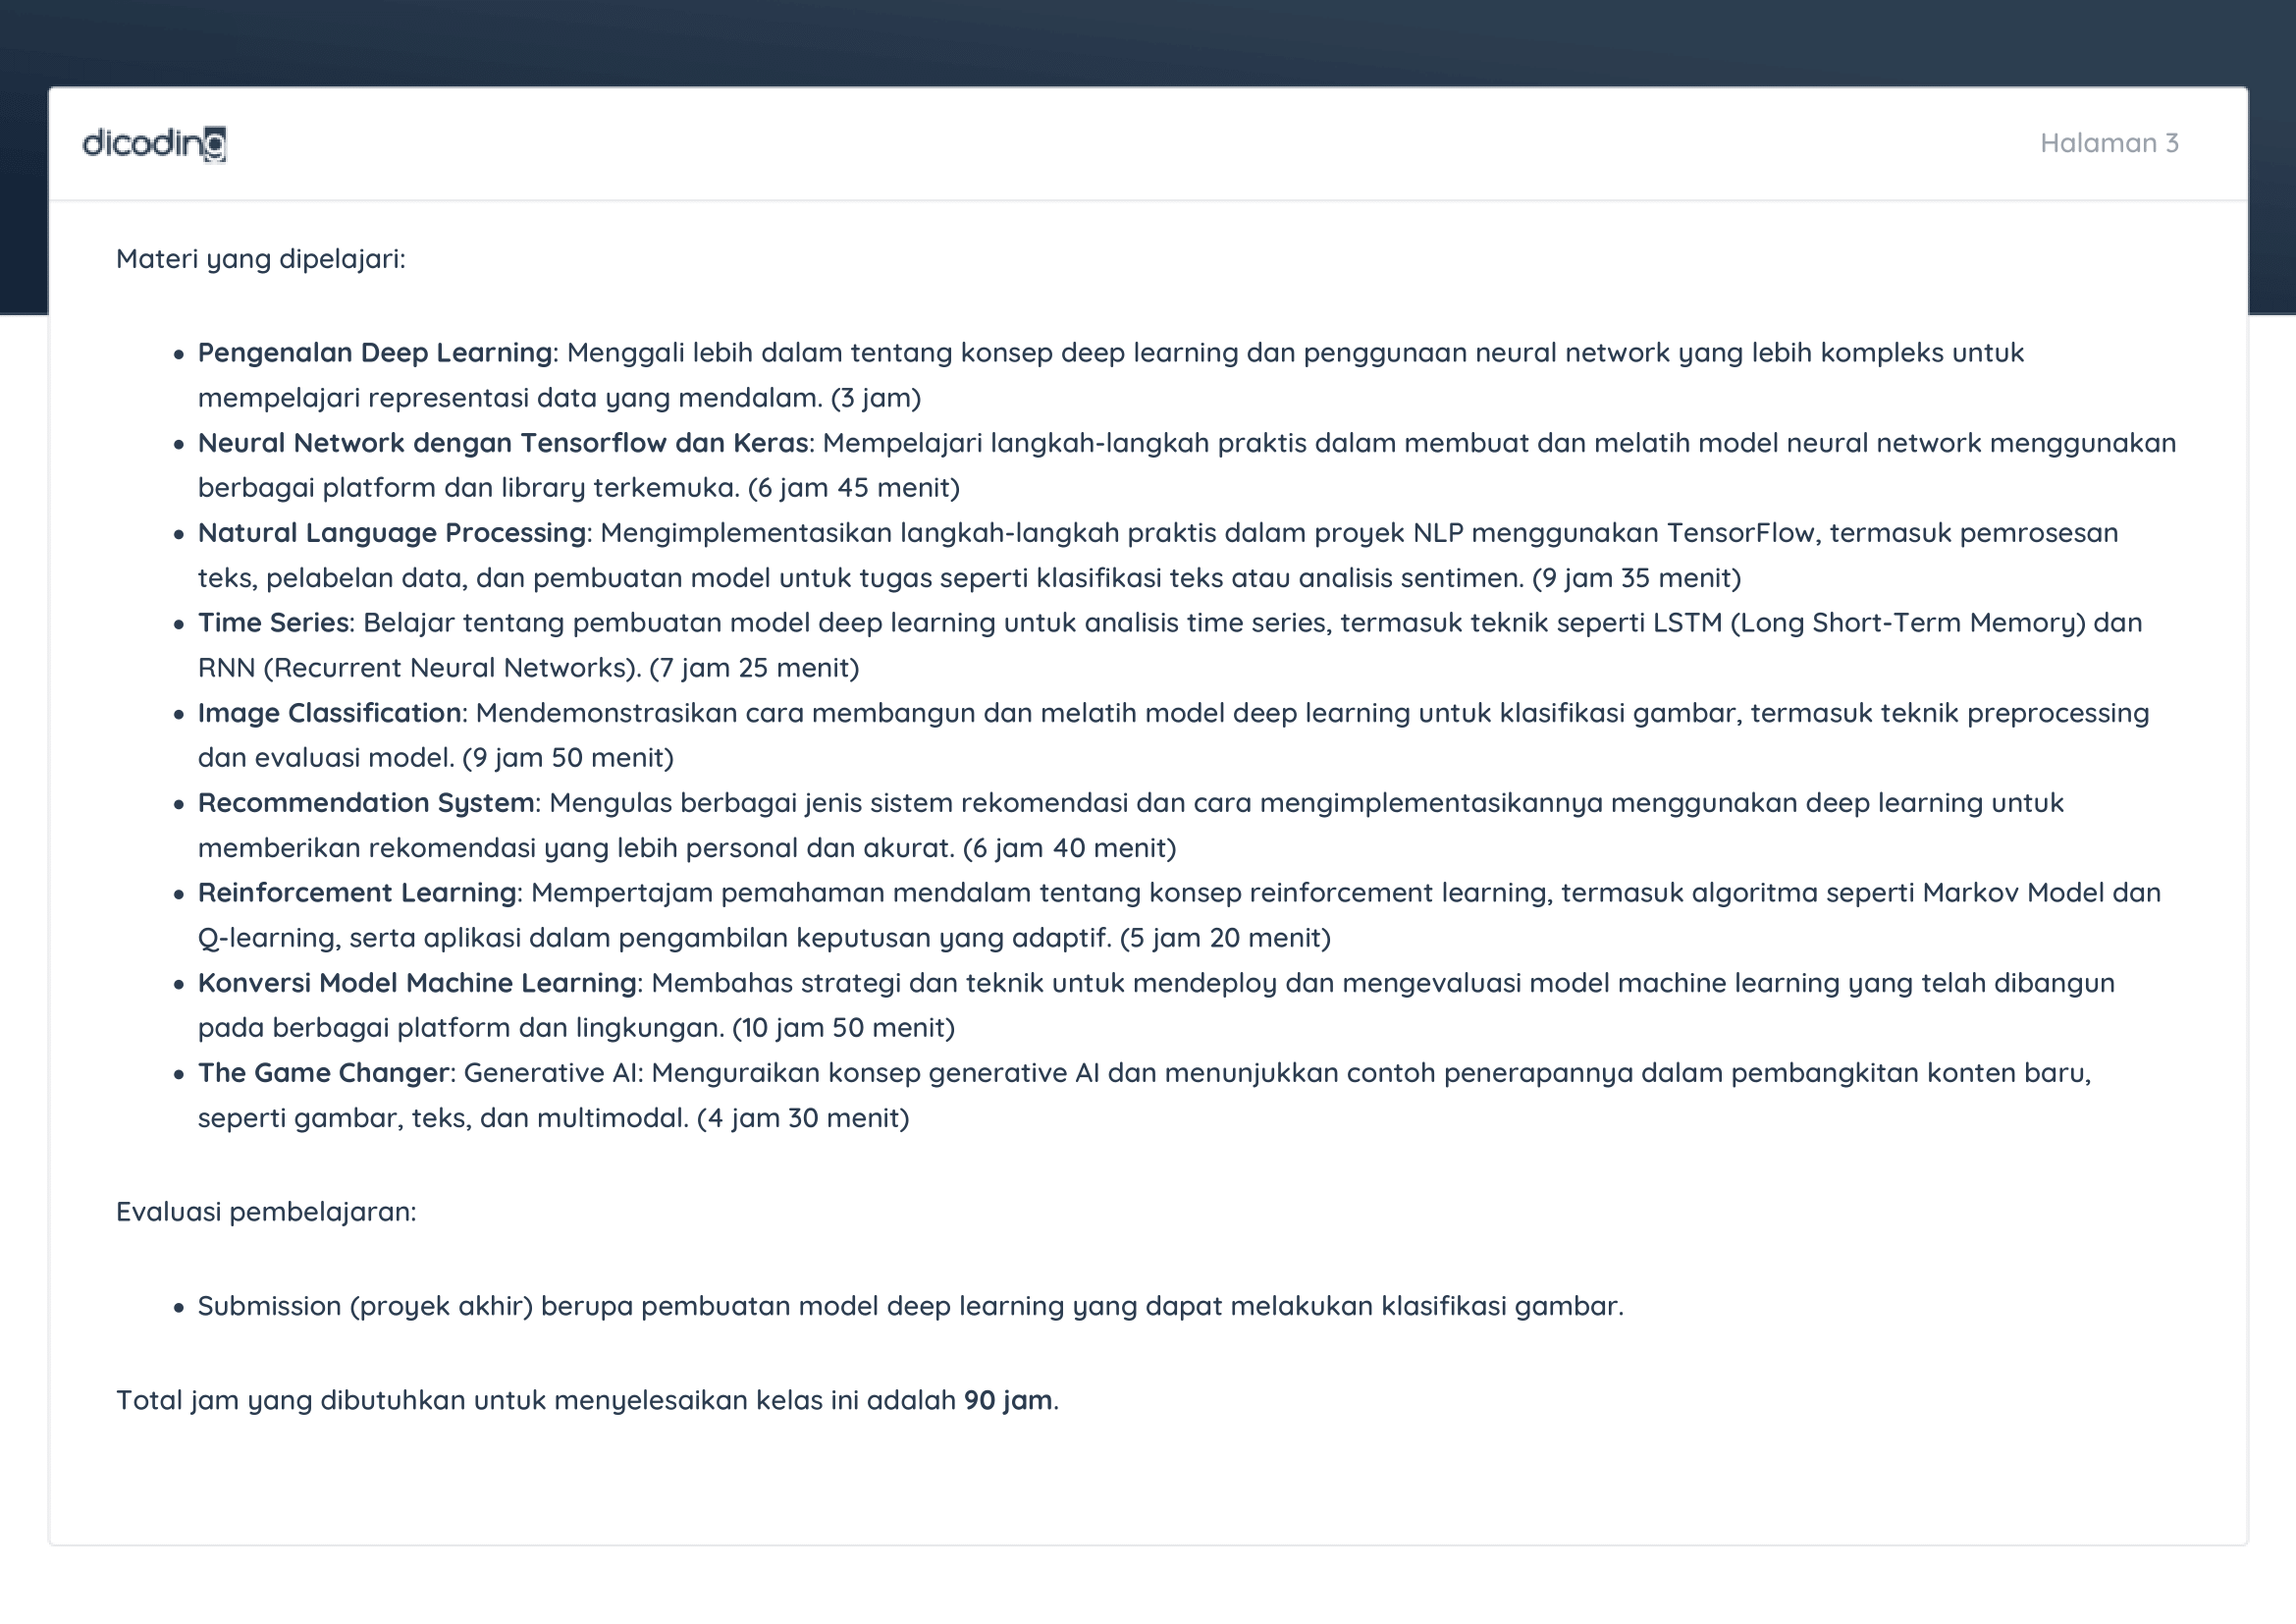 dicoding
Halaman 3
Materi yang dipelajari:
• Pengenalan Deep Learning: Menggali lebih dalam tentang konsep deep learning dan penggunaan neural network yang lebih kompleks untuk
mempelajari representasi data yang mendalam. (3 jam)
• Neural Network dengan Tensorflow dan Keras: Mempelajari langkah-langkah praktis dalam membuat dan melatih model neural network menggunakan
berbagai platform dan library terkemuka. (6 jam 45 menit)
• Natural Language Processing: Mengimplementasikan langkah-langkah praktis dalam proyek NLP menggunakan TensorFlow, termasuk pemrosesan
teks, pelabelan data, dan pembuatan model untuk tugas seperti klasifikasi teks atau analisis sentimen. (9 jam 35 menit)
• Time Series: Belajar tentang pembuatan model deep learning untuk analisis time series, termasuk teknik seperti LSTM (Long Short-Term Memory) dan
RNN (Recurrent Neural Networks). (7 jam 25 menit)
• Image Classification: Mendemonstrasikan cara membangun dan melatih model deep learning untuk klasifikasi gambar, termasuk teknik preprocessing
dan evaluasi model. (9 jam 50 menit)
• Recommendation System: Mengulas berbagai jenis sistem rekomendasi dan cara mengimplementasikannya menggunakan deep learning untuk
memberikan rekomendasi yang lebih personal dan akurat. (6 jam 40 menit)
• Reinforcement Learning: Mempertajam pemahaman mendalam tentang konsep reinforcement learning, termasuk algoritma seperti Markov Model dan
Q-learning, serta aplikasi dalam pengambilan keputusan yang adaptif. (5 jam 20 menit)
• Konversi Model Machine Learning: Membahas strategi dan teknik untuk mendeploy dan mengevaluasi model machine learning yang telah dibangun
pada berbagai platform dan lingkungan. (10 jam 50 menit)
• The Game Changer: Generative AI: Menguraikan konsep generative AI dan menunjukkan contoh penerapannya dalam pembangkitan konten baru,
seperti gambar, teks, dan multimodal. (4 jam 30 menit)
Evaluasi pembelajaran:
• Submission (proyek akhir) berupa pembuatan model deep learning yang dapat melakukan klasifikasi gambar.
Total jam yang dibutuhkan untuk menyelesaikan kelas ini adalah 90 jam.